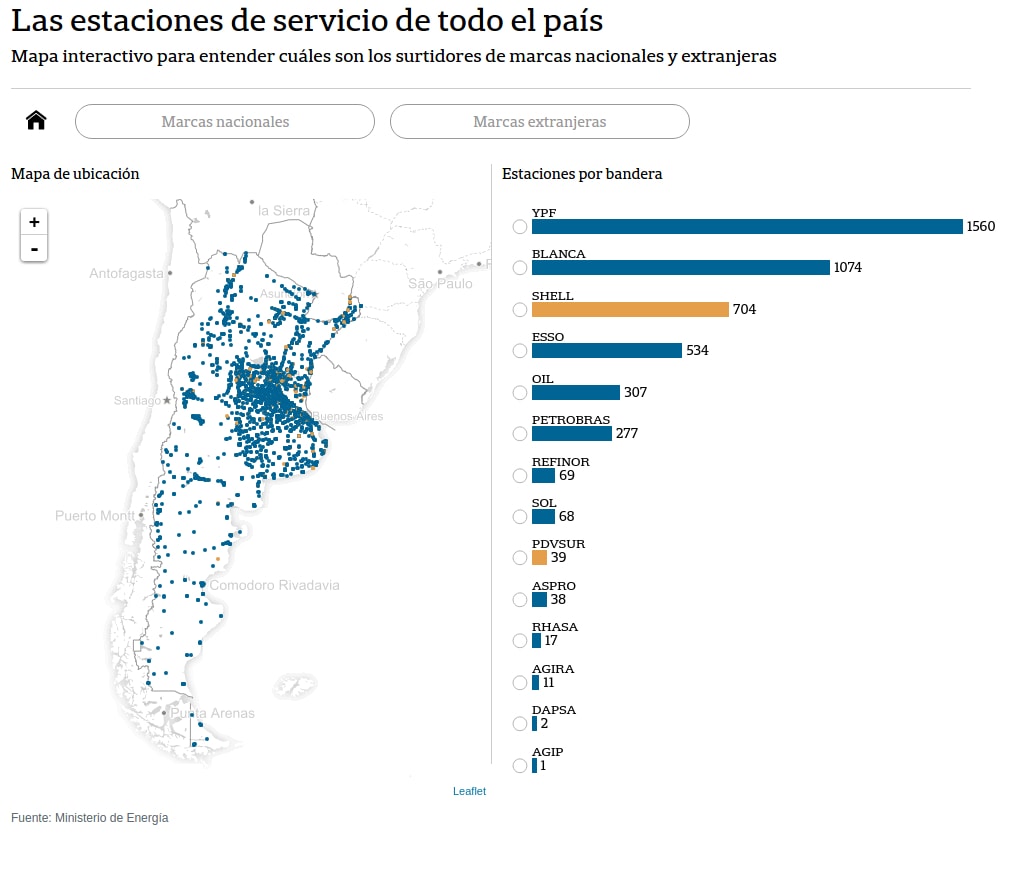 Las estaciones de servicio de todo el país
Mapa interactivo para entender cuáles son los surtidores de marcas nacionales y extranjeras
Marcas nacionales
Marcas extranjeras
Mapa de ubicación
+
-
la Sierra
Antofagasta
São Paulo
Santiago
Buenos Aires
Puerto Montt
Comodoro Rivadavia
Punta Arenas
Leaflet
Estaciones por bandera
YPF
1560
BLANCA
1074
SHELL
704
ESSO
534
OIL
307
PETROBRAS
277
REFINOR
69
SOL
68
PDVSUR
39
ASPRO
38
RHASA
17
AGIRA
11
DAPSA
2
AGIP
1
Fuente: Ministerio de Energía